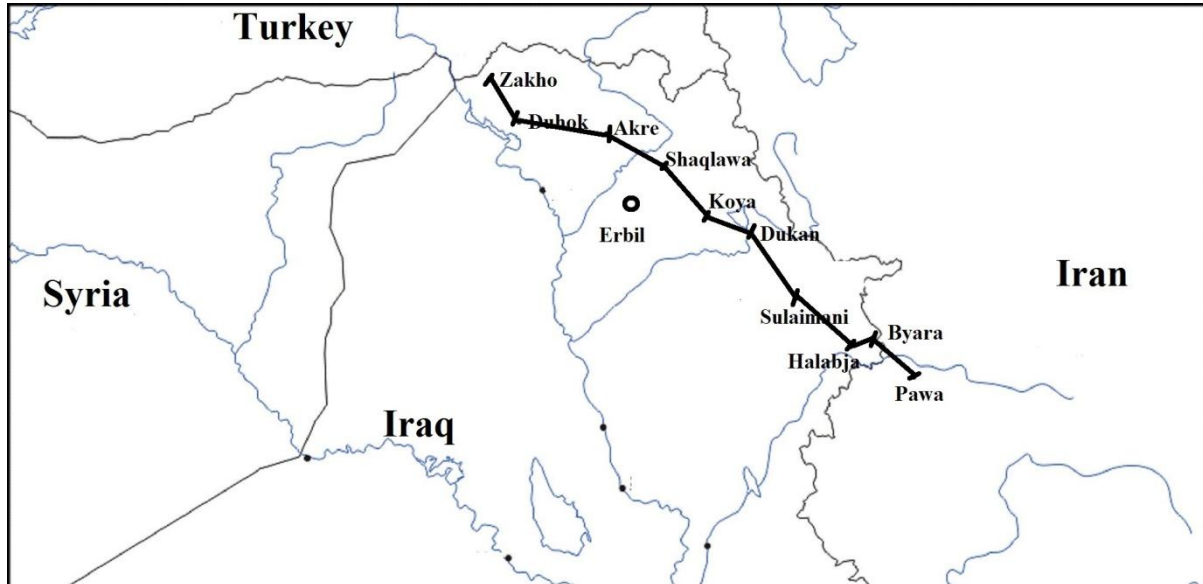 Turkey
Zakho
Duhok
Akre
Shaqlawa
Koya
Erbil
Dukan
Syria
Iran
Sulaimani
Byara
Halabja
Pawa
Iraq